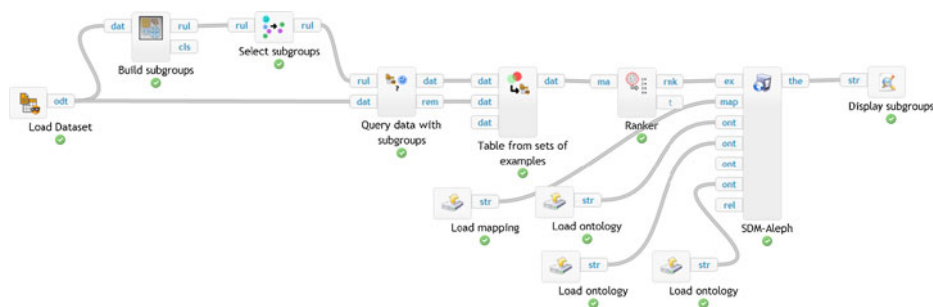 dat rul rul rul
cls
Build subgroups
Select subgroups
odt
Load Dataset
rul dat
dat rem
?
Query data with
subgroups
dat dat
dat
dat
Table from sets of
examples
ma rnk
t
Ranker
ex the
map
ont
ont
ont
ont
rel
SDM-Aleph
str
Display subgroups
str
Load mapping
str
Load ontology
str
Load ontology
str
Load ontology